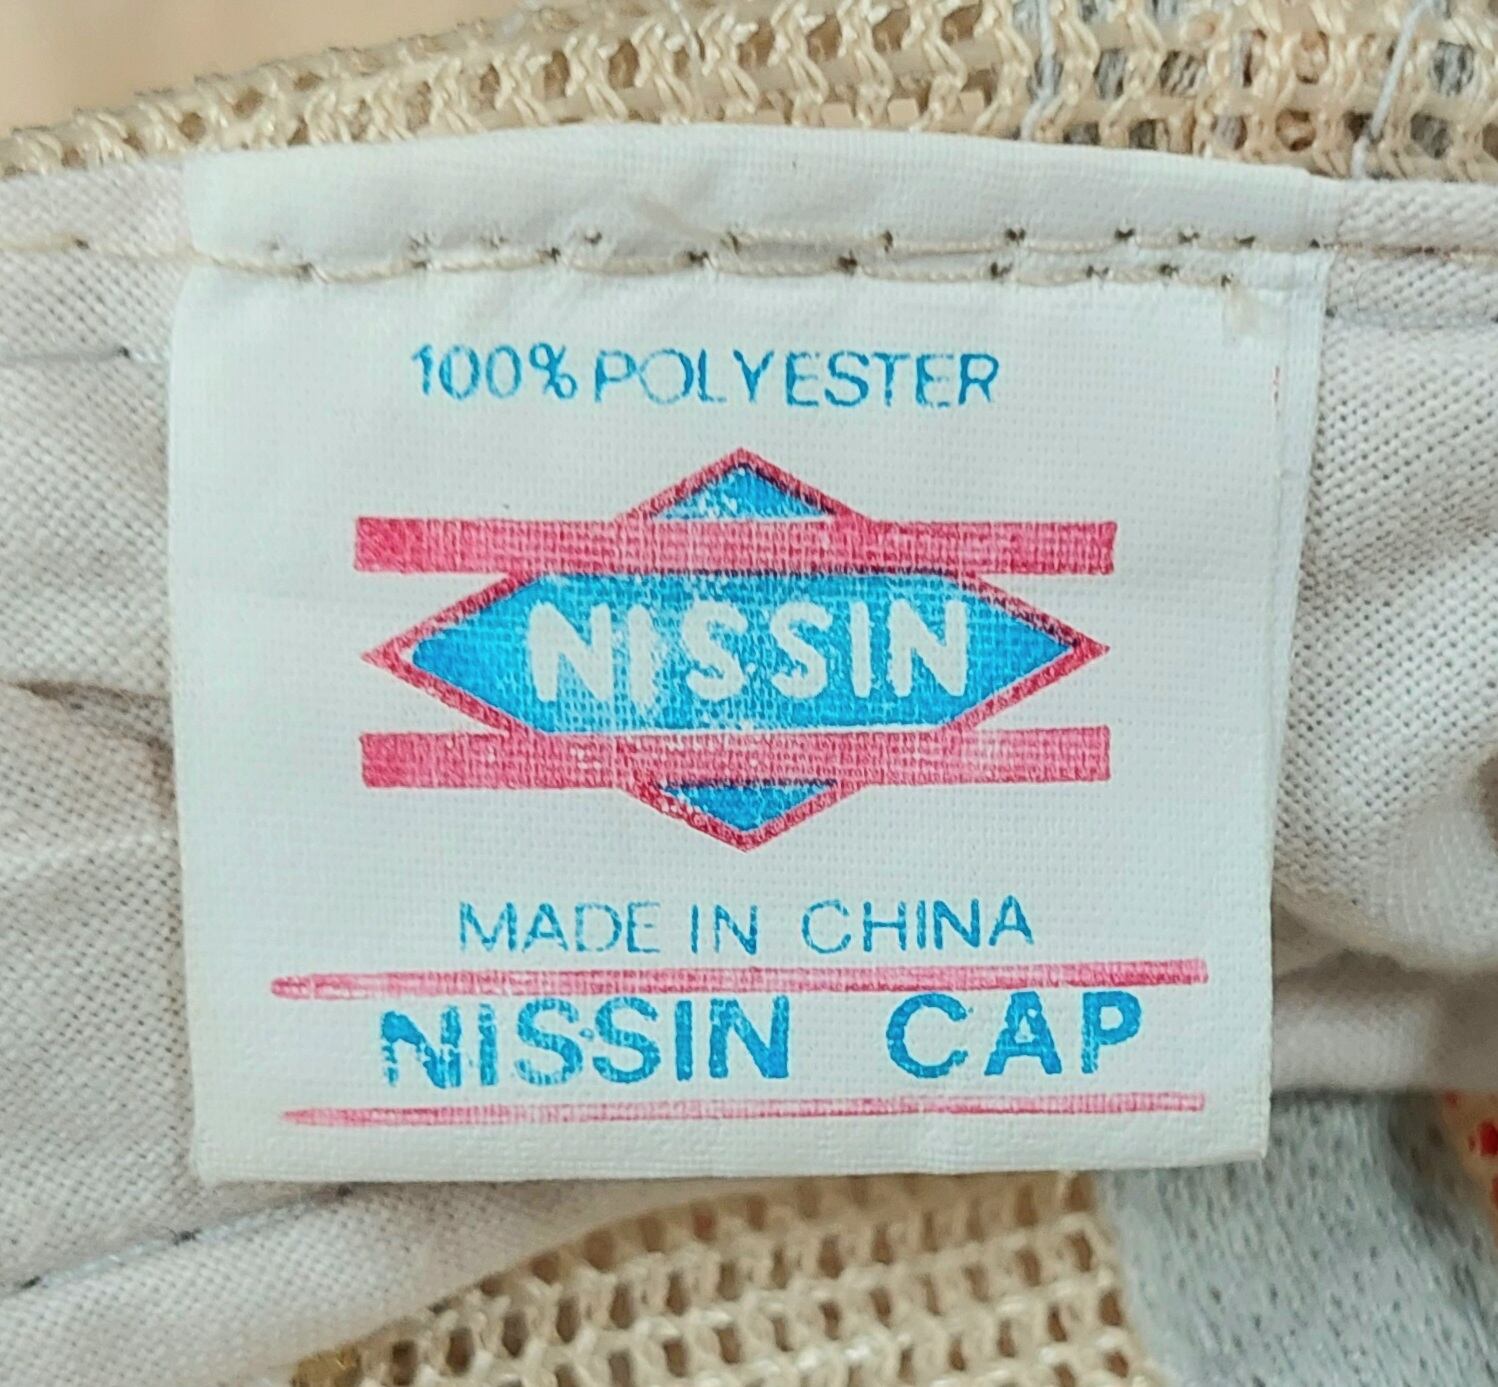 100% POLYESTER
NISSIN
MADE IN CHINA
NISSIN CAP